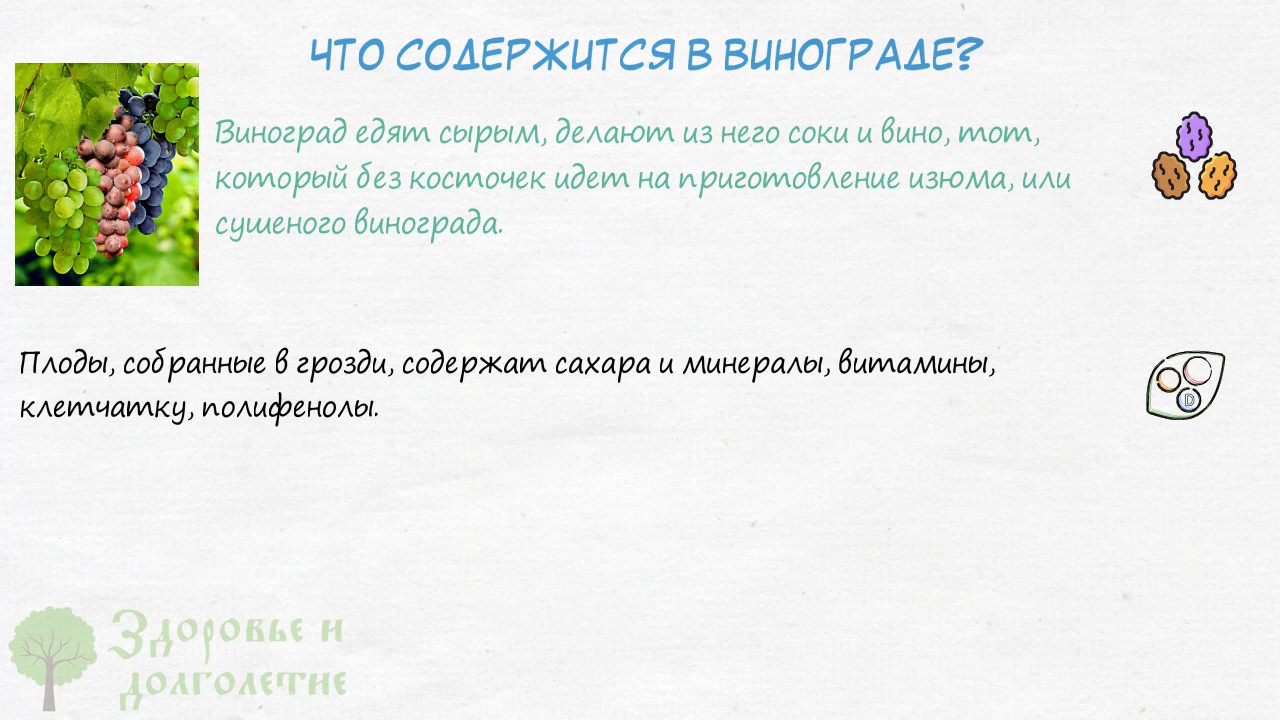 ЧТО СОДЕРЖИТСЯ В ВИНОГРАДЕ?
Виноград едят сырым, делают из него соки и вино, тот,
который без косточек идет на приготовление изюма, или
сушеного винограда.
Плоды, собранные в грозди, содержат сахара и минералы, витамины,
клетчатку, полифенолы.
D
Здоровье и
долголетие